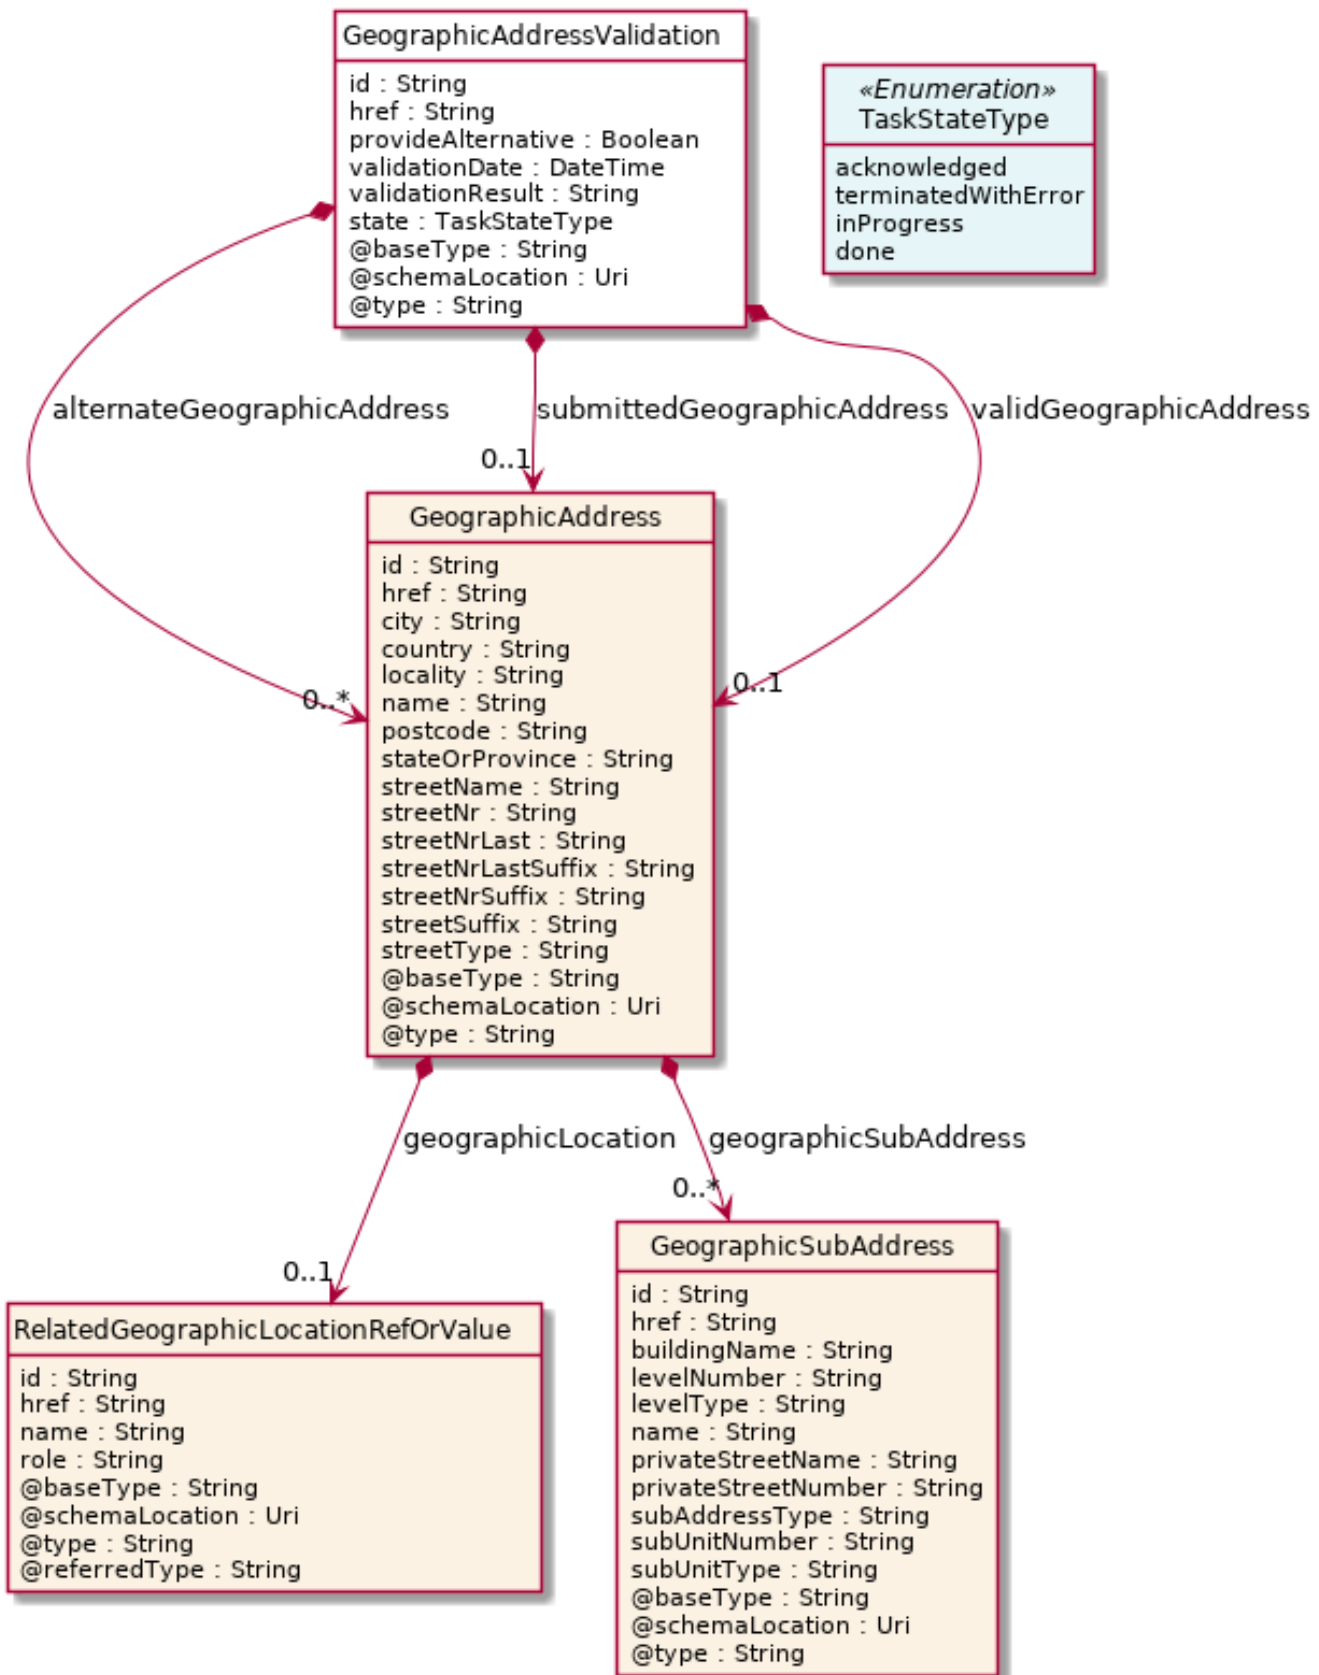 GeographicAddressValidation
id : String
href : String
provideAlternative : Boolean
validationDate : DateTime
validationResult : String
state : TaskStateType
@baseType : String
@schemaLocation : Uri
@type : String
«Enumeration»
TaskStateType
acknowledged
terminatedWithError
inProgress
done
alternateGeographicAddress
submittedGeographicAddress
validGeographicAddress
0..1
0..*
0..1
GeographicAddress
id : String
href : String
city : String
country : String
locality : String
name : String
postcode : String
stateOrProvince : String
streetName : String
streetNr : String
streetNrLast : String
streetNrLastSuffix : String
streetNrSuffix : String
streetSuffix : String
streetType : String
@baseType : String
@schemaLocation : Uri
@type : String
geographicLocation
geographicSubAddress
0..1
0..*
RelatedGeographicLocationRefOrValue
id : String
href : String
name : String
role : String
@baseType : String
@schemaLocation : Uri
@type : String
@referredType : String
GeographicSubAddress
id : String
href : String
buildingName : String
levelNumber : String
levelType : String
name : String
privateStreetName : String
privateStreetNumber : String
subAddressType : String
subUnitNumber : String
subUnitType : String
@baseType : String
@schemaLocation : Uri
@type : String